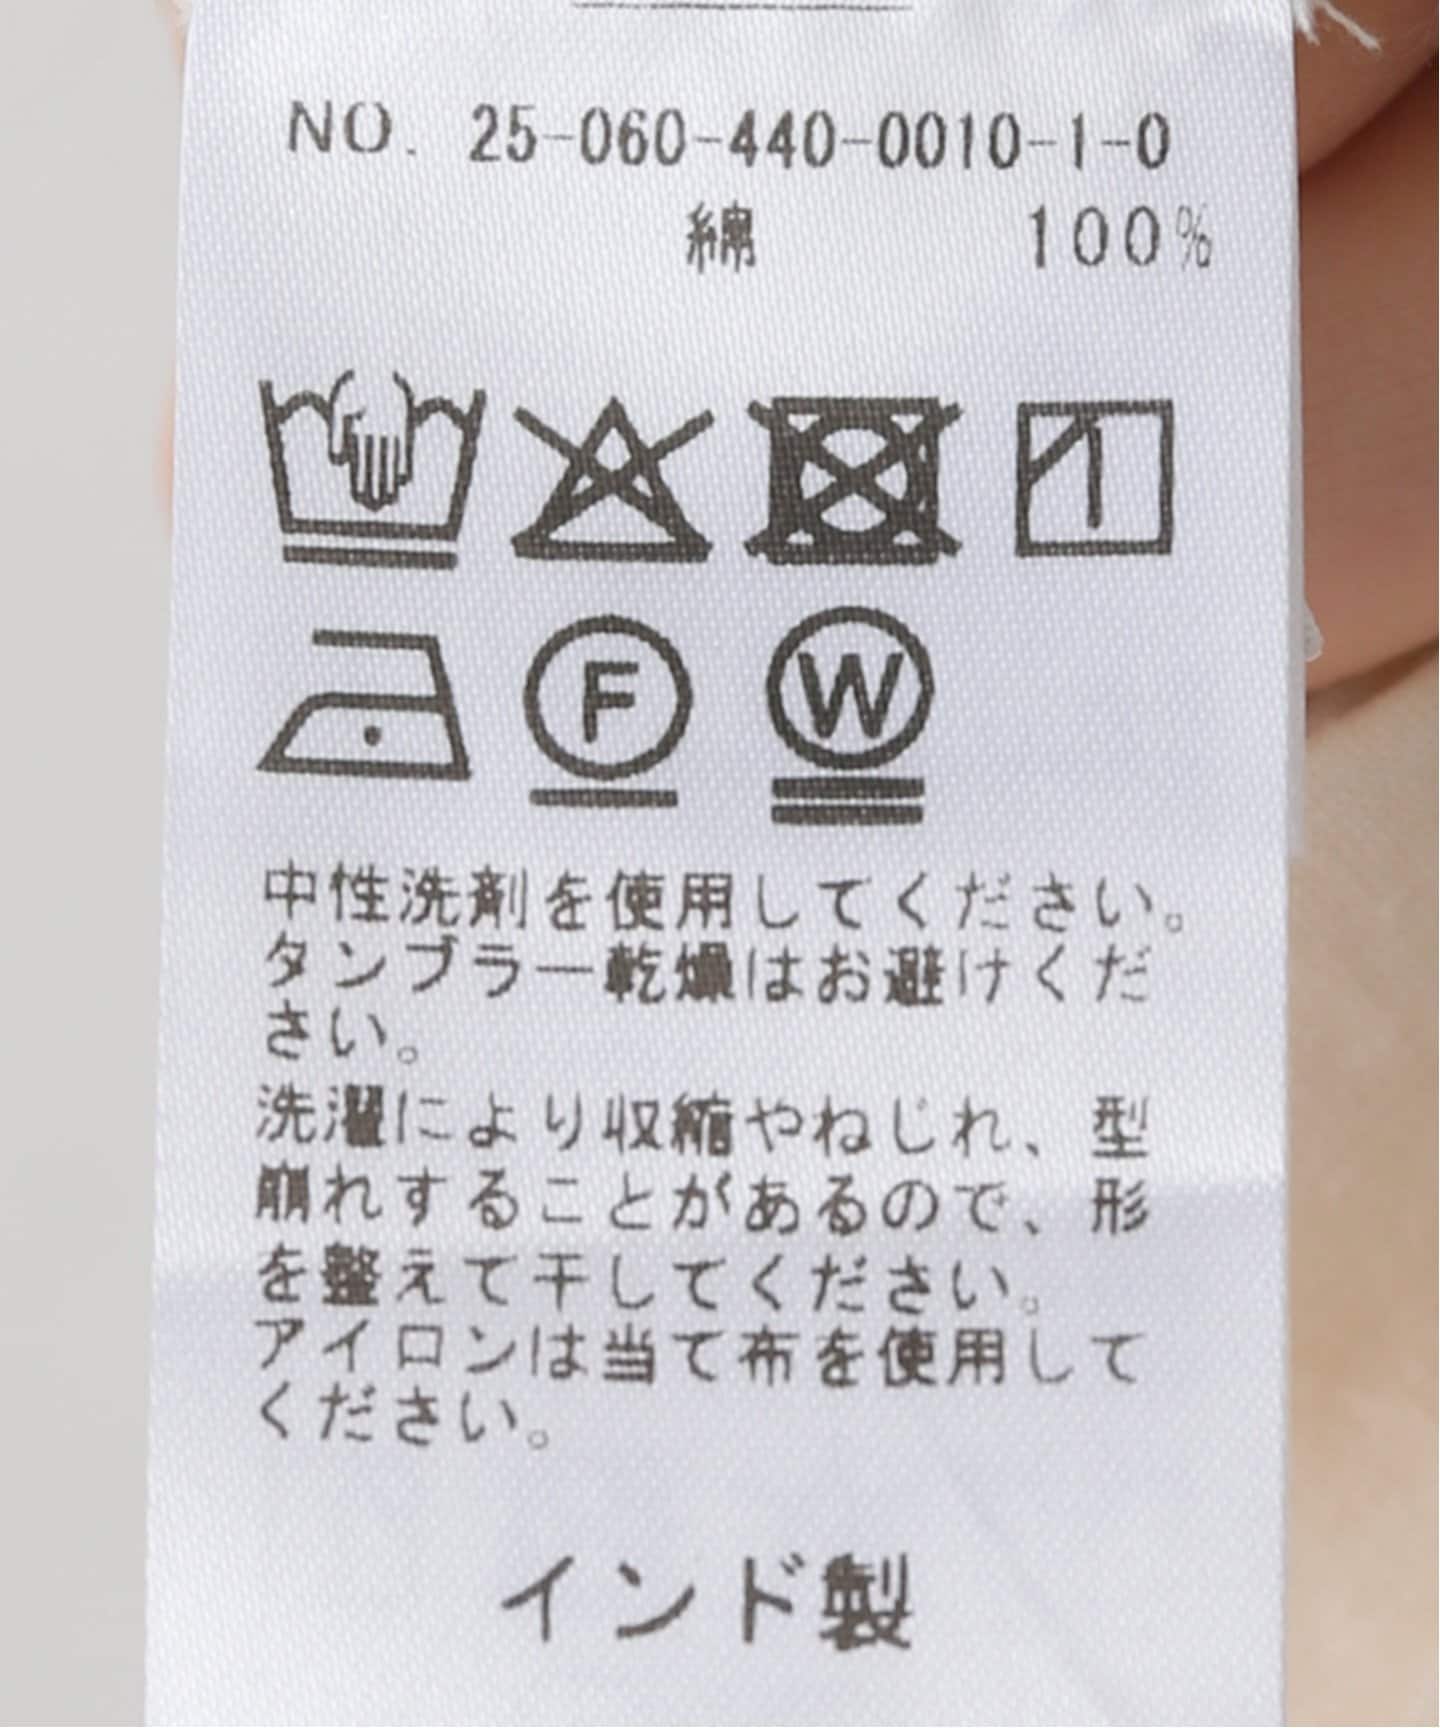 NO. 25-060-440-0010-1-0
綿 100%
F W
中性洗剤を使用してください。
タンブラー乾燥はお避けくだ
さい。
洗濯により収縮やねじれ、型
崩れすることがあるので、形
を整えて干してください。
アイロンは当て布を使用して
ください。
インド製